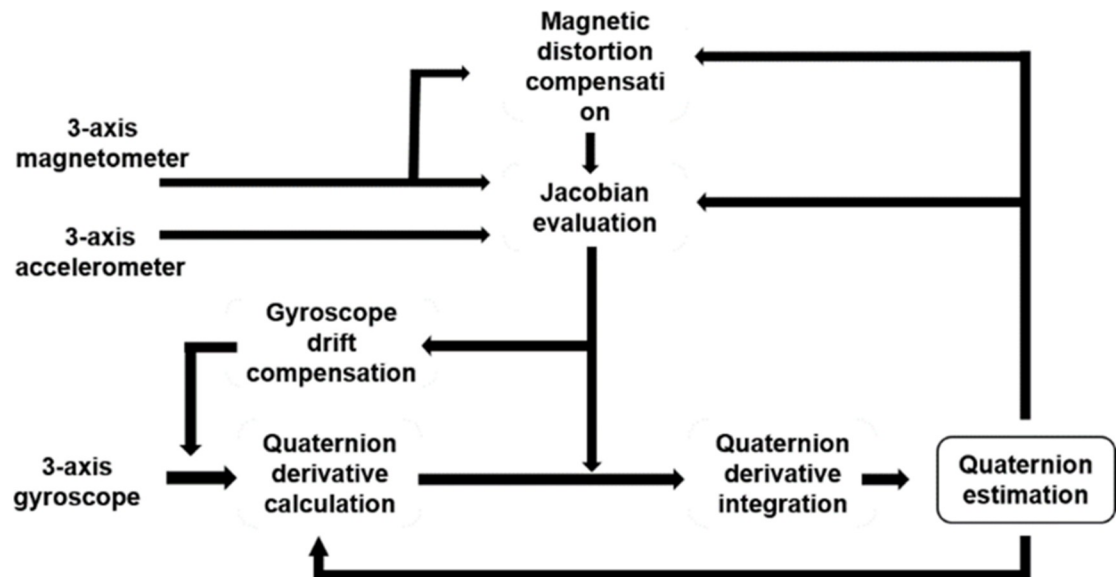 Magnetic
distortion
compensati
on
3-axis
magnetometer
Jacobian
evaluation
3-axis
accelerometer
Gyroscope
drift
compensation
3-axis
gyroscope
Quaternion
derivative
calculation
Quaternion
derivative
integration
Quaternion
estimation